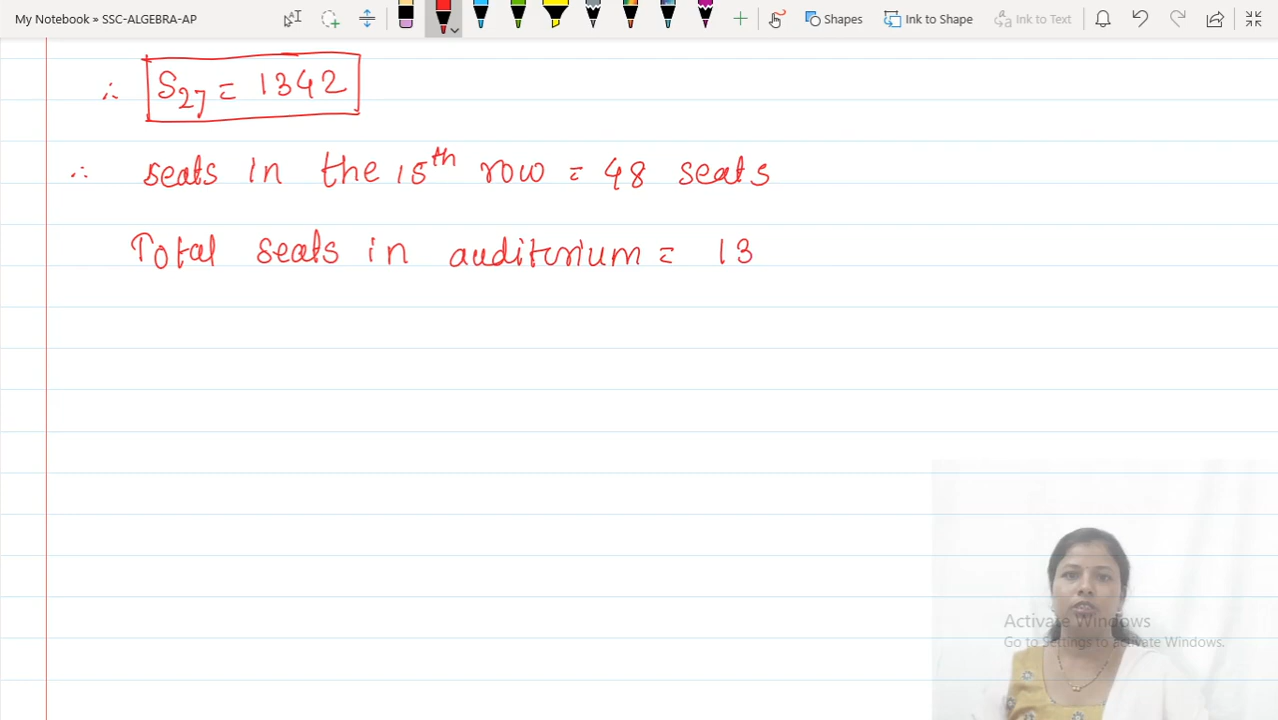 My Notebook » SSC-ALGEBRA-AP
Shapes
Ink to Shape
Ink to Text
∴ S27 = 1342
∴ seats in the 15th row = 48 seats
Total seats in auditorium = 13
Activate Windows
Go to Settings to activate Windows.